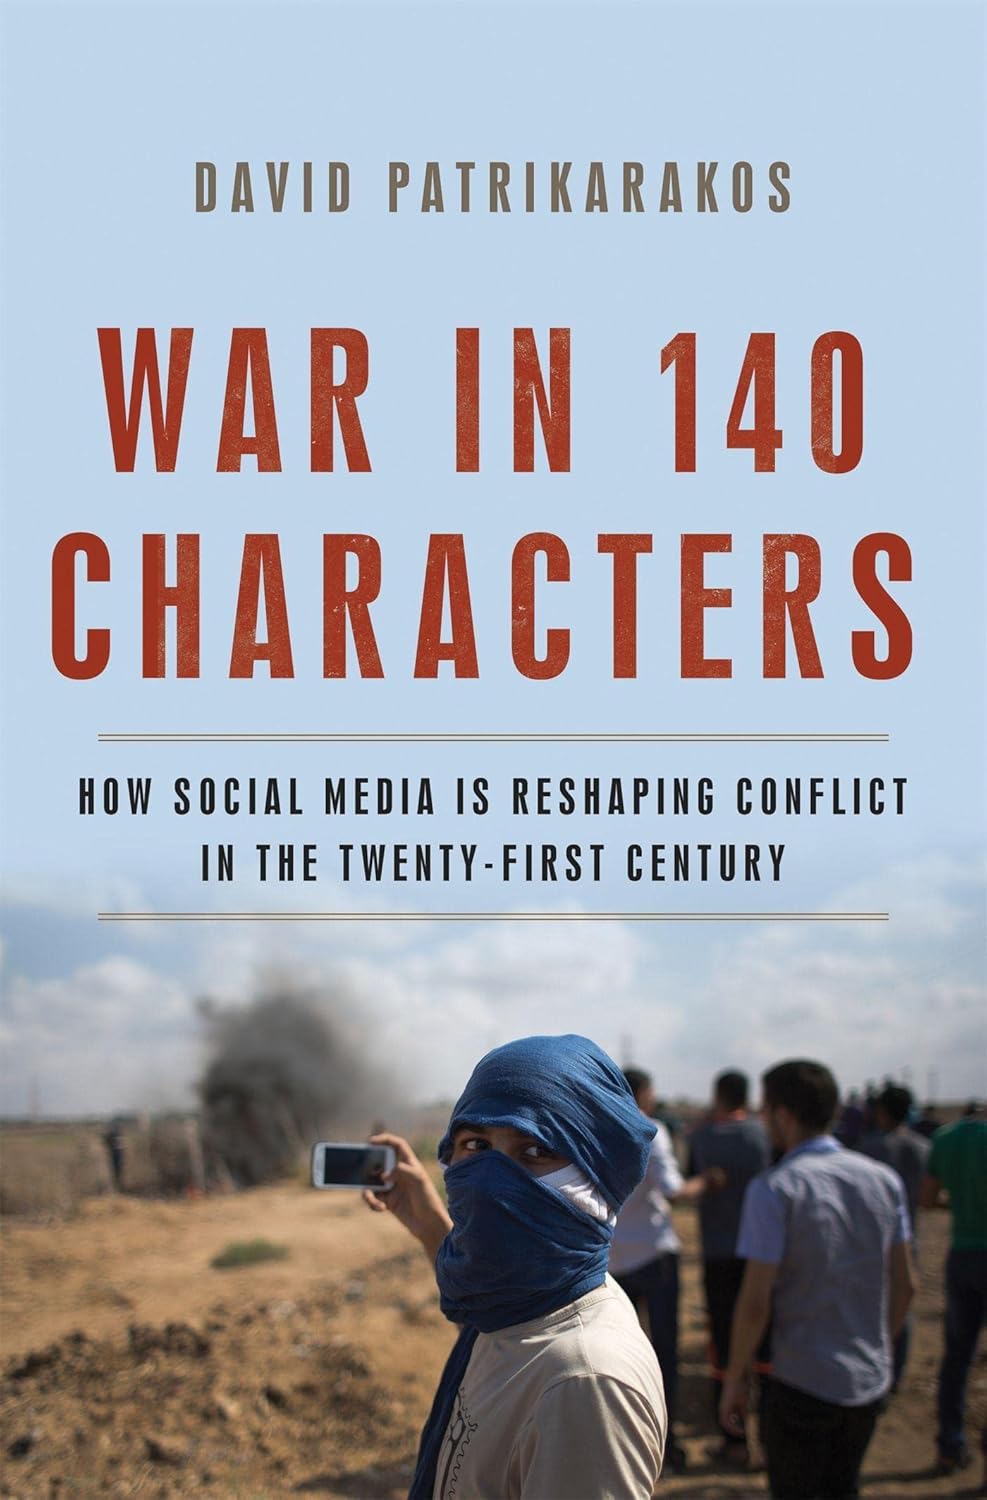 DAVID PATRIKARAKOS
WAR IN 140
CHARACTERS
HOW SOCIAL MEDIA IS RESHAPING CONFLICT
IN THE TWENTY-FIRST CENTURY